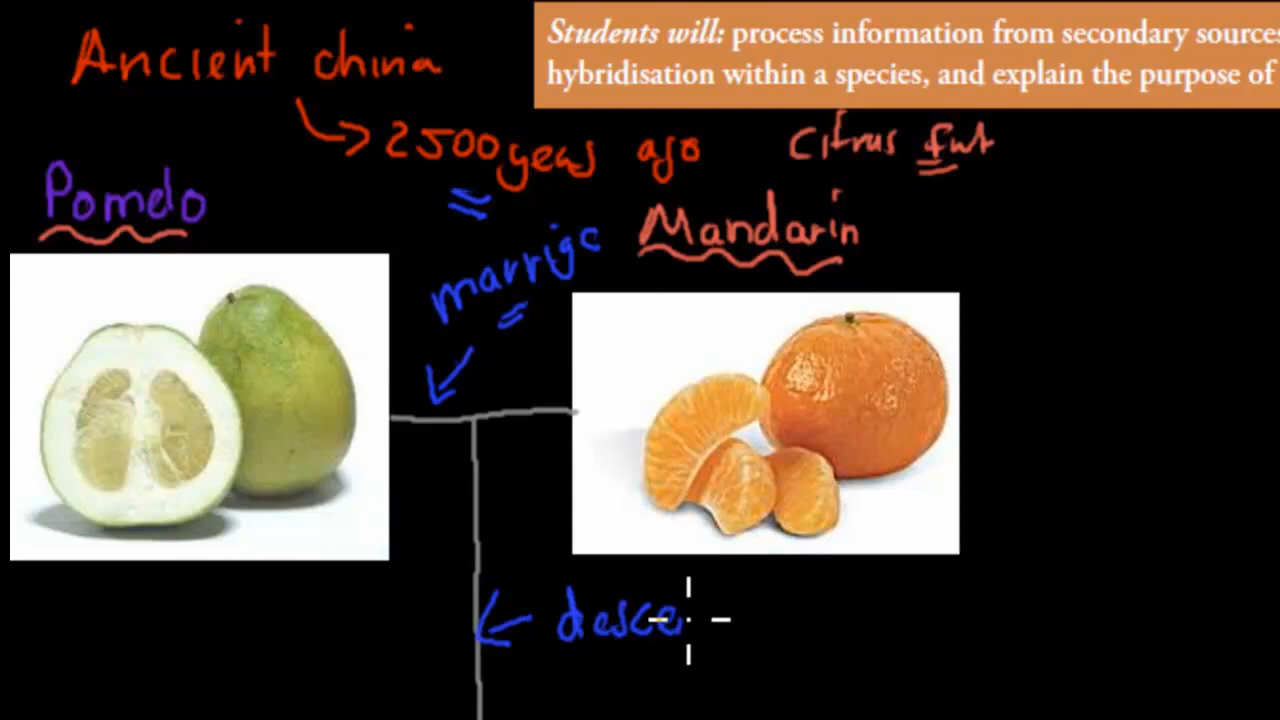 Students will: process information from secondary sources
hybridisation within a species, and explain the purpose of
Ancient china
2500 years ago
Citrus
Pomelo
Mandarin
marrige
desce